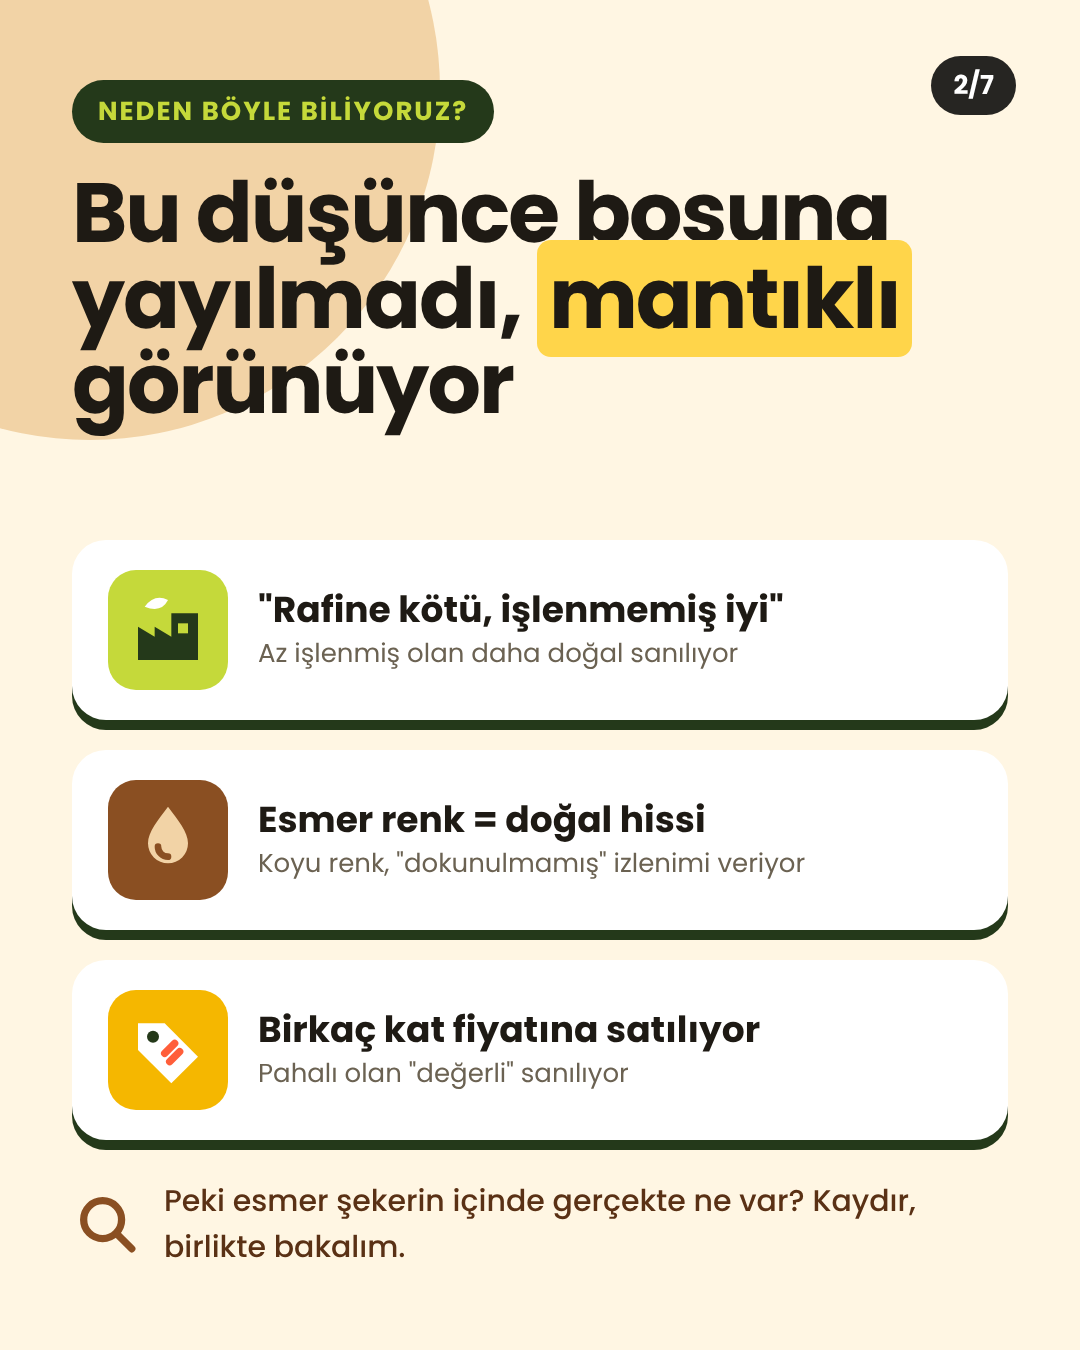 NEDEN BÖYLE BİLİYORUZ?
2/7
Bu düşünce boşuna
yayılmadı, mantıklı
görünüyor
"Rafine kötü, işlenmemiş iyi"
Az işlenmiş olan daha doğal sanılıyor
Esmer renk = doğal hissi
Koyu renk, "dokunulmamış" izlenimi veriyor
Birkaç kat fiyatına satılıyor
Pahalı olan "değerli" sanılıyor
Peki esmer şekerin içinde gerçekte ne var? Kaydır,
birlikte bakalım.